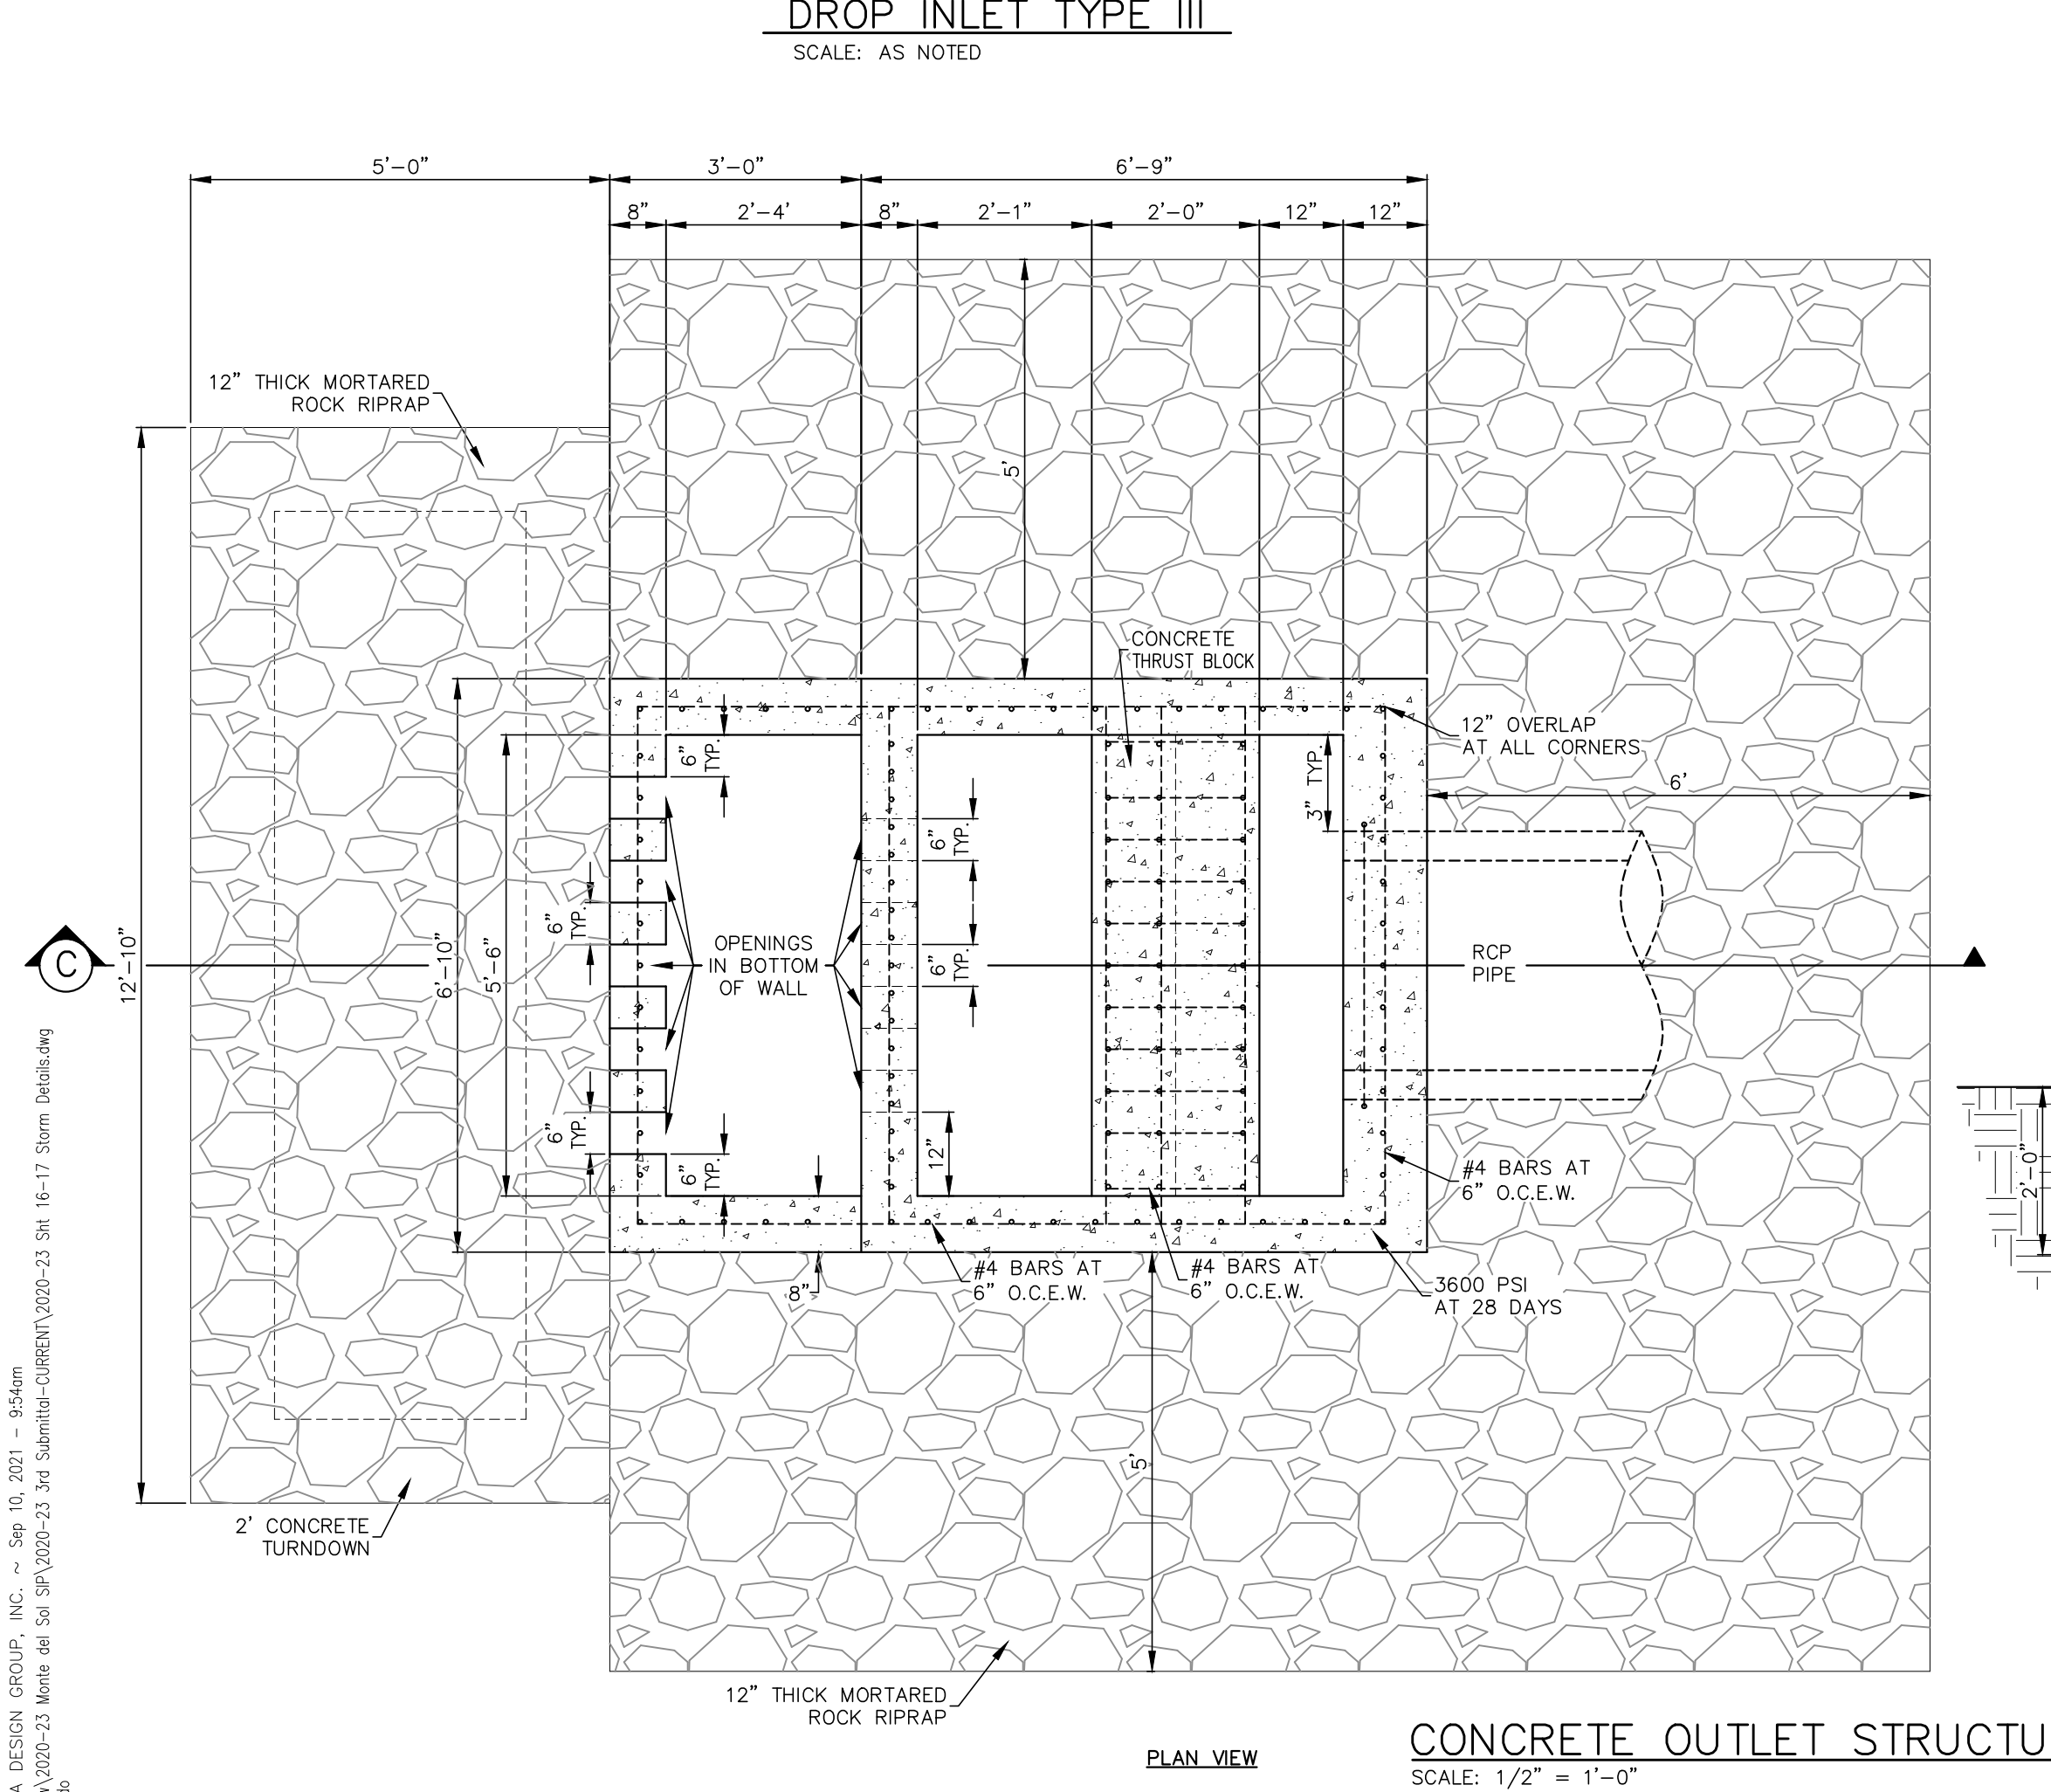 DROP INLET TYPE III
SCALE: AS NOTED
5'-0"
3'-0"
6'-9"
8"
2'-4'
8"
2'-1"
2'-0"
12"
12"
12" THICK MORTARED
ROCK RIPRAP
5'
CONCRETE
THRUST BLOCK
12" OVERLAP
AT ALL CORNERS
6"
TYP.
3" TYP.
6'
6"
TYP.
6"
TYP.
C
12'-10"
6'-10"
5'-6"
OPENINGS
IN BOTTOM
OF WALL
6"
TYP.
RCP
PIPE
6"
TYP.
6"
TYP.
12"
#4 BARS AT
6" O.C.E.W.
2'-0"
8"
#4 BARS AT
6" O.C.E.W.
#4 BARS AT
6" O.C.E.W.
3600 PSI
AT 28 DAYS
5'
2' CONCRETE
TURNDOWN
12" THICK MORTARED
ROCK RIPRAP
PLAN VIEW
CONCRETE OUTLET STRUCTU
SCALE: 1/2" = 1'-0"
A DESIGN GROUP, INC. ~ Sep 10, 2021 - 9:54am
\2020-23 Monte del Sol SIP\2020-23 3rd Submittal-CURRENT\2020-23 Sht 16-17 Storm Details.dwg
do